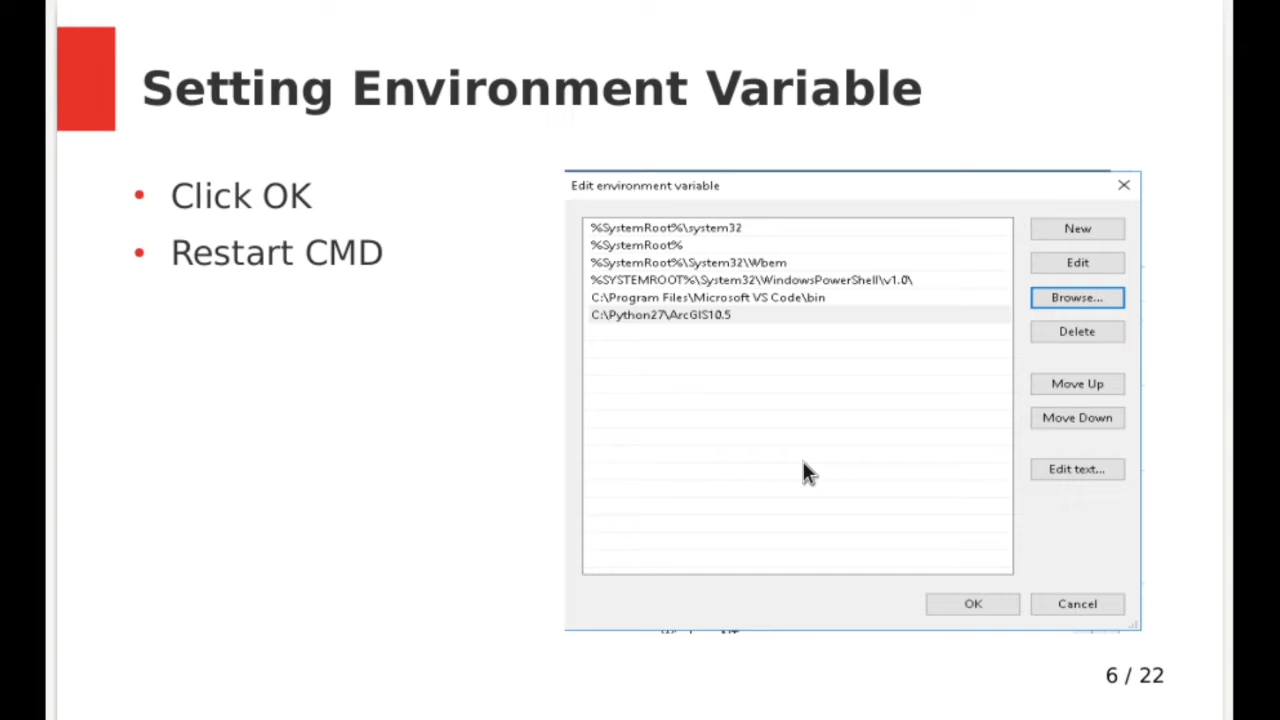 Setting Environment Variable
• Click OK
• Restart CMD
Edit environment variable
%SystemRoot%\system32
%SystemRoot%
%SystemRoot%\System32\Wbem
%SYSTEMROOT%\System32\WindowsPowerShell\v1.0\
C:\Program Files\Microsoft VS Code\bin
C:\Python27\ArcGIS10.5
New
Edit
Browse...
Delete
Move Up
Move Down
Edit text...
OK
Cancel
6 / 22